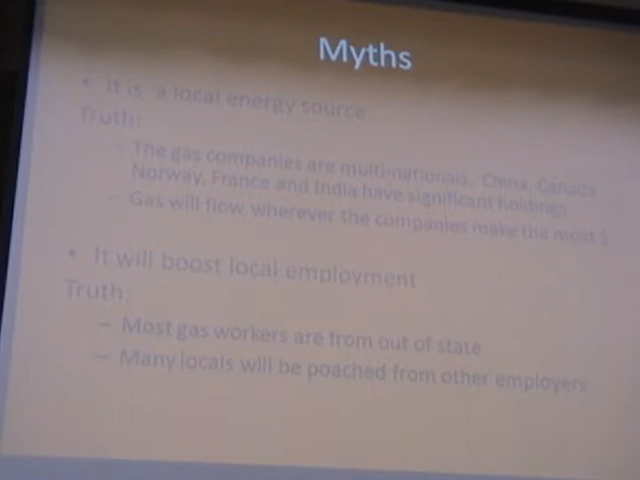 Myths
• It is a local energy source
Truth:
– The gas companies are multi-nationals. China, Canada
Norway, France and India have significant holdings
– Gas will flow wherever the companies make the most $
• It will boost local employment
Truth:
– Most gas workers are from out of state
– Many locals will be poached from other employers